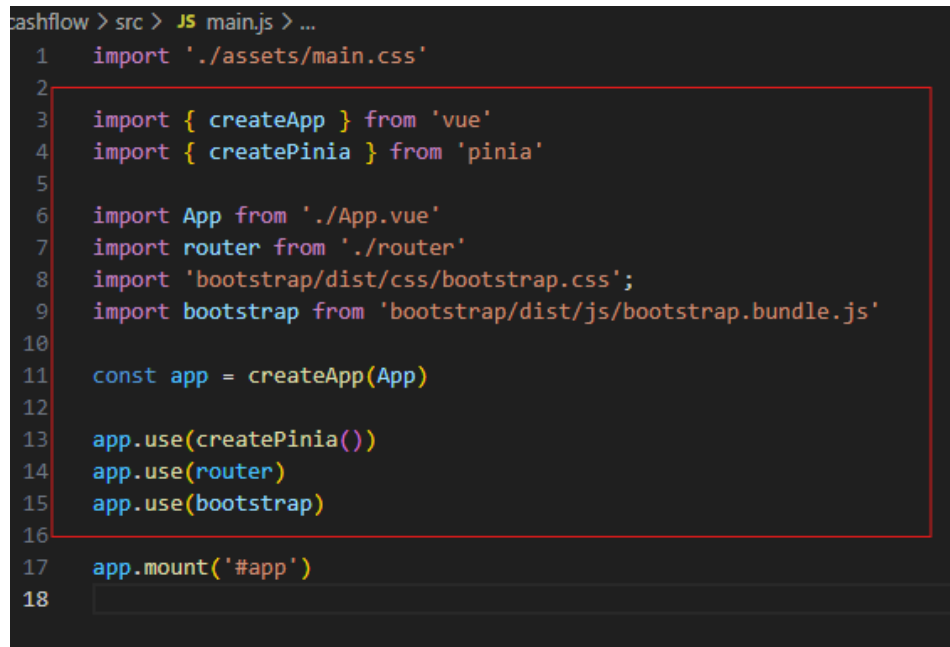 cashflow > src > JS main.js > ...
1 import './assets/main.css'
2
3 import { createApp } from 'vue'
4 import { createPinia } from 'pinia'
5
6 import App from './App.vue'
7 import router from './router'
8 import 'bootstrap/dist/css/bootstrap.css';
9 import bootstrap from 'bootstrap/dist/js/bootstrap.bundle.js'
10
11 const app = createApp(App)
12
13 app.use(createPinia())
14 app.use(router)
15 app.use(bootstrap)
16
17 app.mount('#app')
18